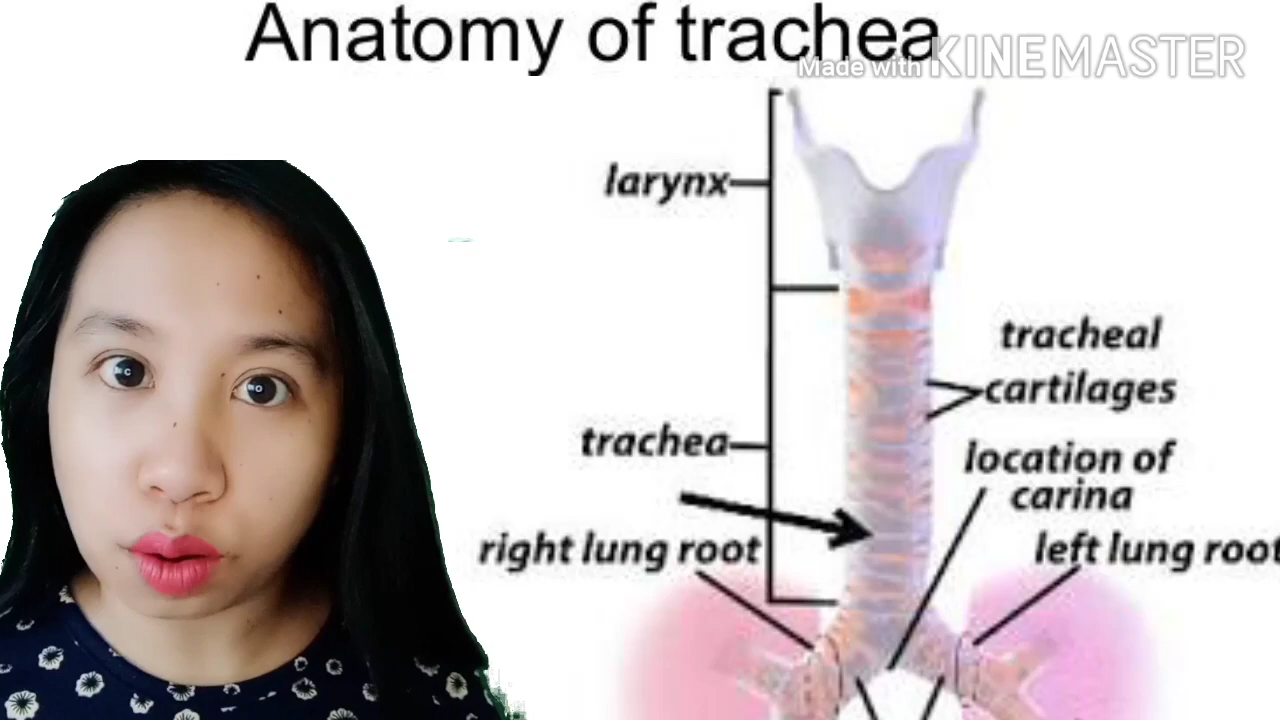 Anatomy of trachea
Made with KINEMASTER
larynx
tracheal
cartilages
trachea
location of
carina
right lung root
left lung root